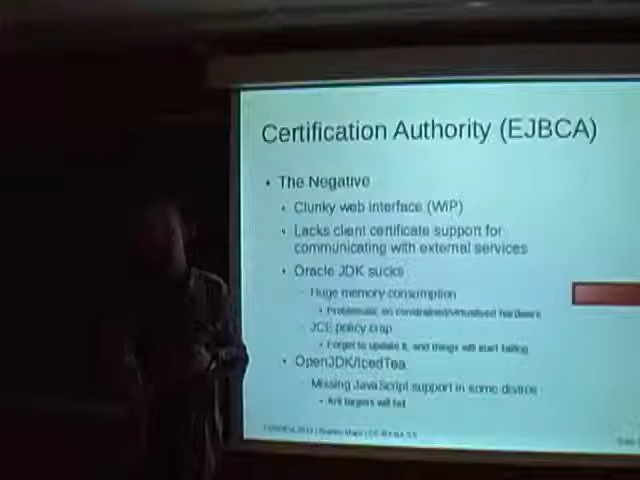 Certification Authority (EJBCA)
• The Negative
• Clunky web interface (WIP)
• Lacks client certificate support for
communicating with external services
• Oracle JDK sucks
– Huge memory consumption
• Problematic on constrained/virtualised hardware
– JCE policy crap
• Forget to update it, and things will start failing
• OpenJDK/IcedTea
– Missing JavaScript support in some distros
• will fail